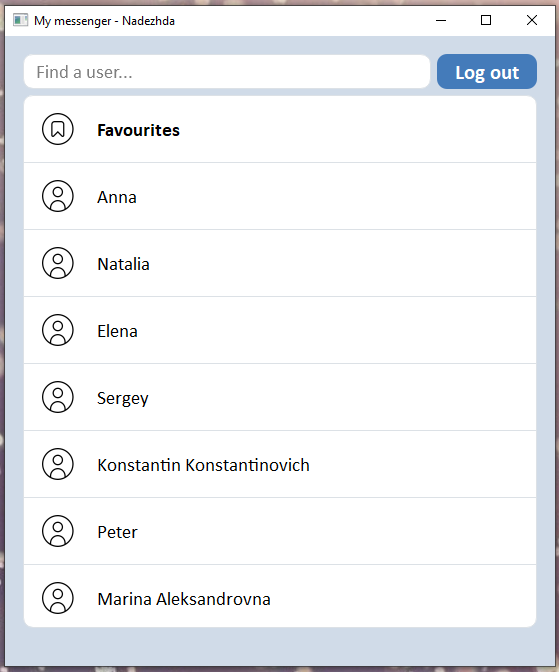 My messenger - Nadezhda
Find a user...
Log out
Favourites
Anna
Natalia
Elena
Sergey
Konstantin Konstantinovich
Peter
Marina Aleksandrovna